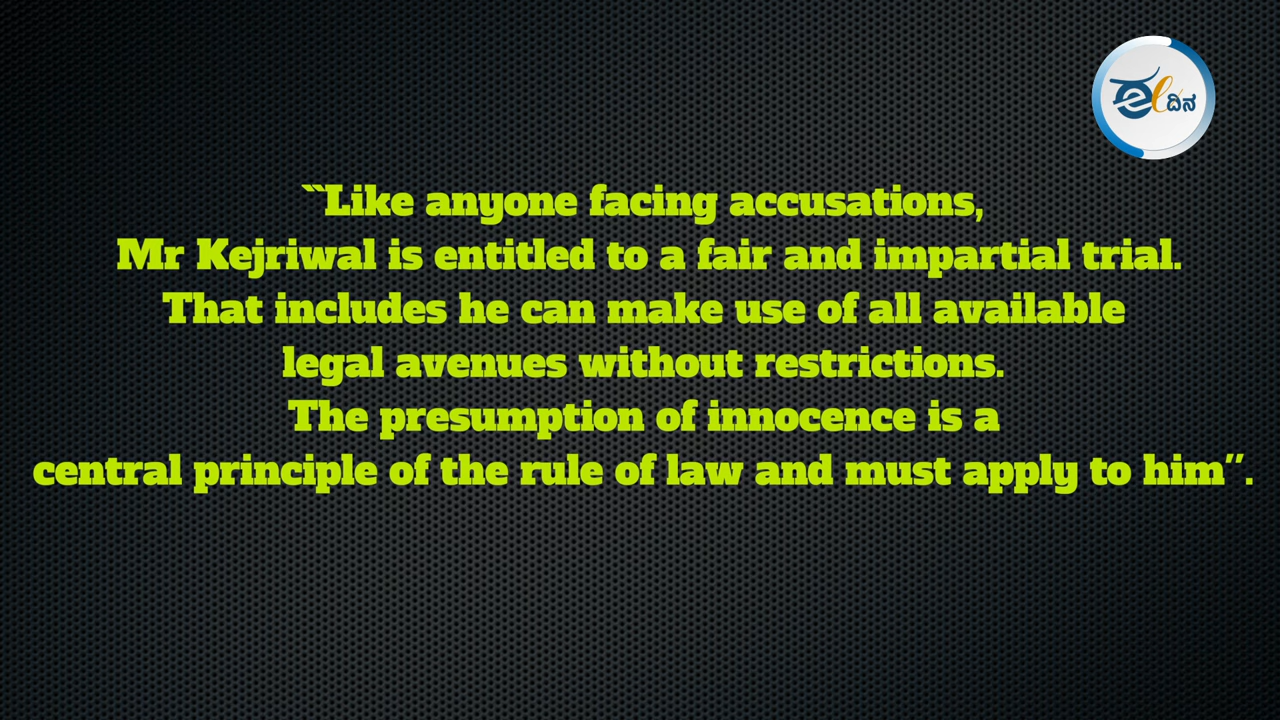 ಈ ದಿನ
“Like anyone facing accusations,
Mr Kejriwal is entitled to a fair and impartial trial.
That includes he can make use of all available
legal avenues without restrictions.
The presumption of innocence is a
central principle of the rule of law and must apply to him”.